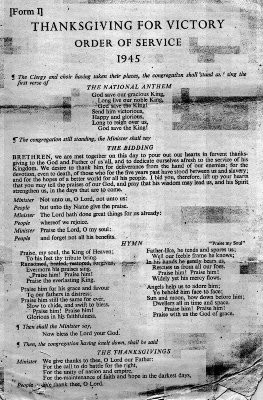 [Form I]
THANKSGIVING FOR VICTORY
ORDER OF SERVICE
1945
¶ The Clergy and choir having taken their places, the congregation shall stand as sing the
first verse of
THE NATIONAL ANTHEM
God save our gracious King,
Long live our noble King,
God save the King!
Send him victorious,
Happy and glorious,
Long to reign over us,
God save the King!
¶ The congregation still standing, the Minister shall say
THE BIDDING
BRETHREN, we are met together on this day to pour out our hearts in fervent thanks-
giving to God and Father of us all, and to dedicate ourselves afresh to the service of his
Kingdom. We desire to thank him for deliverance from the hand of our enemies; for the
devotion, even to death, of those who for the five years past have stood between us and slavery;
and for the hopes of a better world for all his people. I bid you, therefore, lift up your hearts
that you may tell the praises of our God, and pray that his wisdom may lead us, and his Spirit
strengthen us, in the days that are to come.
Minister Not unto us, O Lord, not unto us:
People but unto thy Name give the praise.
Minister The Lord hath done great things for us already:
People whereof we rejoice.
Minister Praise the Lord, O my soul:
People and forget not all his benefits.
HYMN
"Praise my Soul"
Praise, my soul, the King of Heaven;
To his feet thy tribute bring.
Ransomed, healed, restored, forgiven,
Evermore his praises sing.
Praise him! Praise him!
Praise the everlasting King.
Praise him for his grace and favour
To our fathers in distress;
Praise him still the same for ever,
Slow to chide, and swift to bless.
Praise him! Praise him!
Glorious in his faithfulness.
Father-like, he tends and spares us;
Well our feeble frame he knows;
In his hands he gently bears us,
Rescues us from all our foes.
Praise him! Praise him!
Widely yet his mercy flows.
Angels help us to adore him;
Ye behold him face to face;
Sun and moon, bow down before him;
Dwellers all in time and space.
Praise him! Praise him!
Praise with us the God of grace.
¶ Then shall the Minister say,
Now bless the Lord your God.
¶ Then, the congregation having knelt down, shall be said
THE THANKSGIVINGS
Minister We give thanks to thee, O Lord our Father:
For the call to do battle for the right,
For the unity of nation and empire,
For the maintenance of faith and hope in the darkest days,
People We thank thee, O Lord.